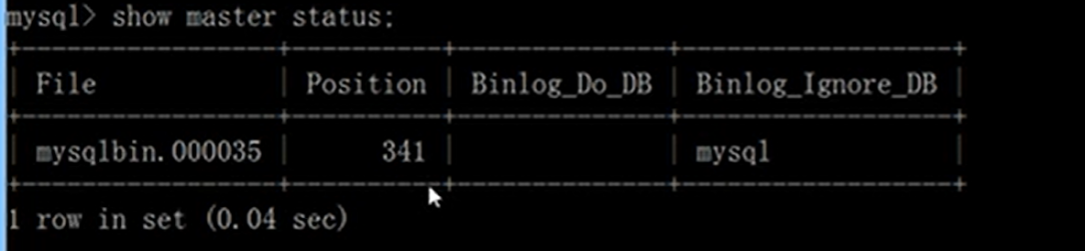 mysql> show master status;
+------------------+----------+--------------+------------------+
| File             | Position | Binlog_Do_DB | Binlog_Ignore_DB |
+------------------+----------+--------------+------------------+
| mysqlbin.000035  |      341 |              | mysql            |
+------------------+----------+--------------+------------------+
1 row in set (0.04 sec)